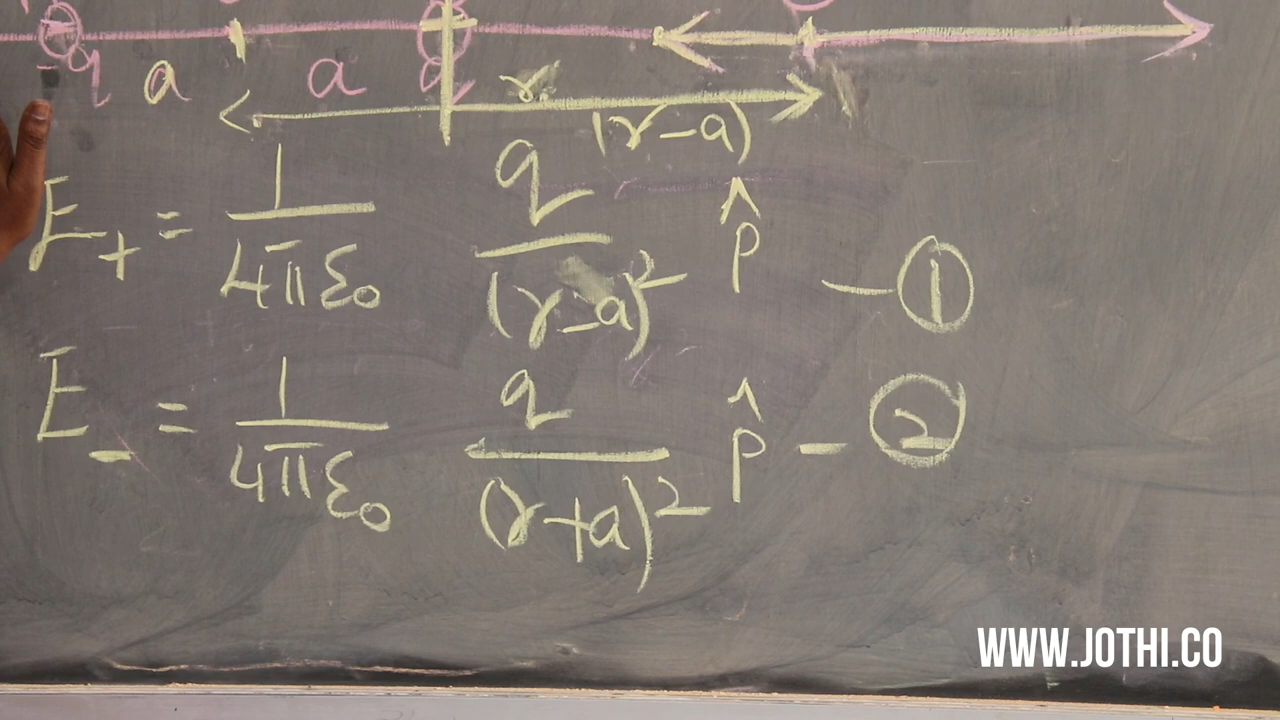 -q a a
r
(r-a)
E₊ = 1/4πε₀ q/(r-a)² p̂ - ①
E₋ = 1/4πε₀ q/(r+a)² p̂ - ②
WWW.JOTHI.CO